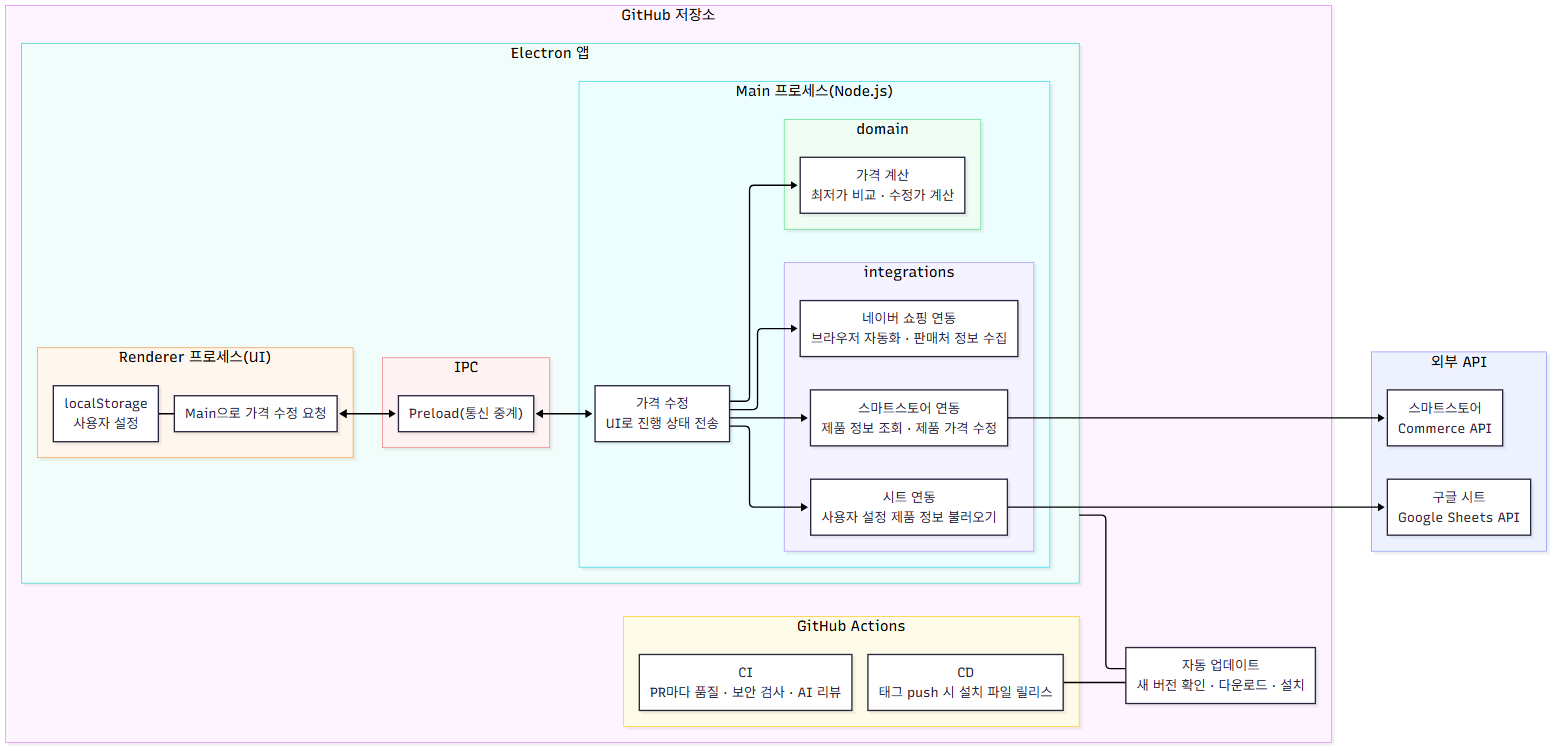 GitHub 저장소
Electron 앱
Main 프로세스(Node.js)
domain
가격 계산
최저가 비교 · 수정가 계산
integrations
네이버 쇼핑 연동
브라우저 자동화 · 판매처 정보 수집
Renderer 프로세스(UI)
localStorage
사용자 설정
Main으로 가격 수정 요청
IPC
Preload(통신 중계)
가격 수정
UI로 진행 상태 전송
스마트스토어 연동
제품 정보 조회 · 제품 가격 수정
시트 연동
사용자 설정 제품 정보 불러오기
외부 API
스마트스토어
Commerce API
구글 시트
Google Sheets API
GitHub Actions
CI
PR마다 품질 · 보안 검사 · AI 리뷰
CD
태그 push 시 설치 파일 릴리스
자동 업데이트
새 버전 확인 · 다운로드 · 설치